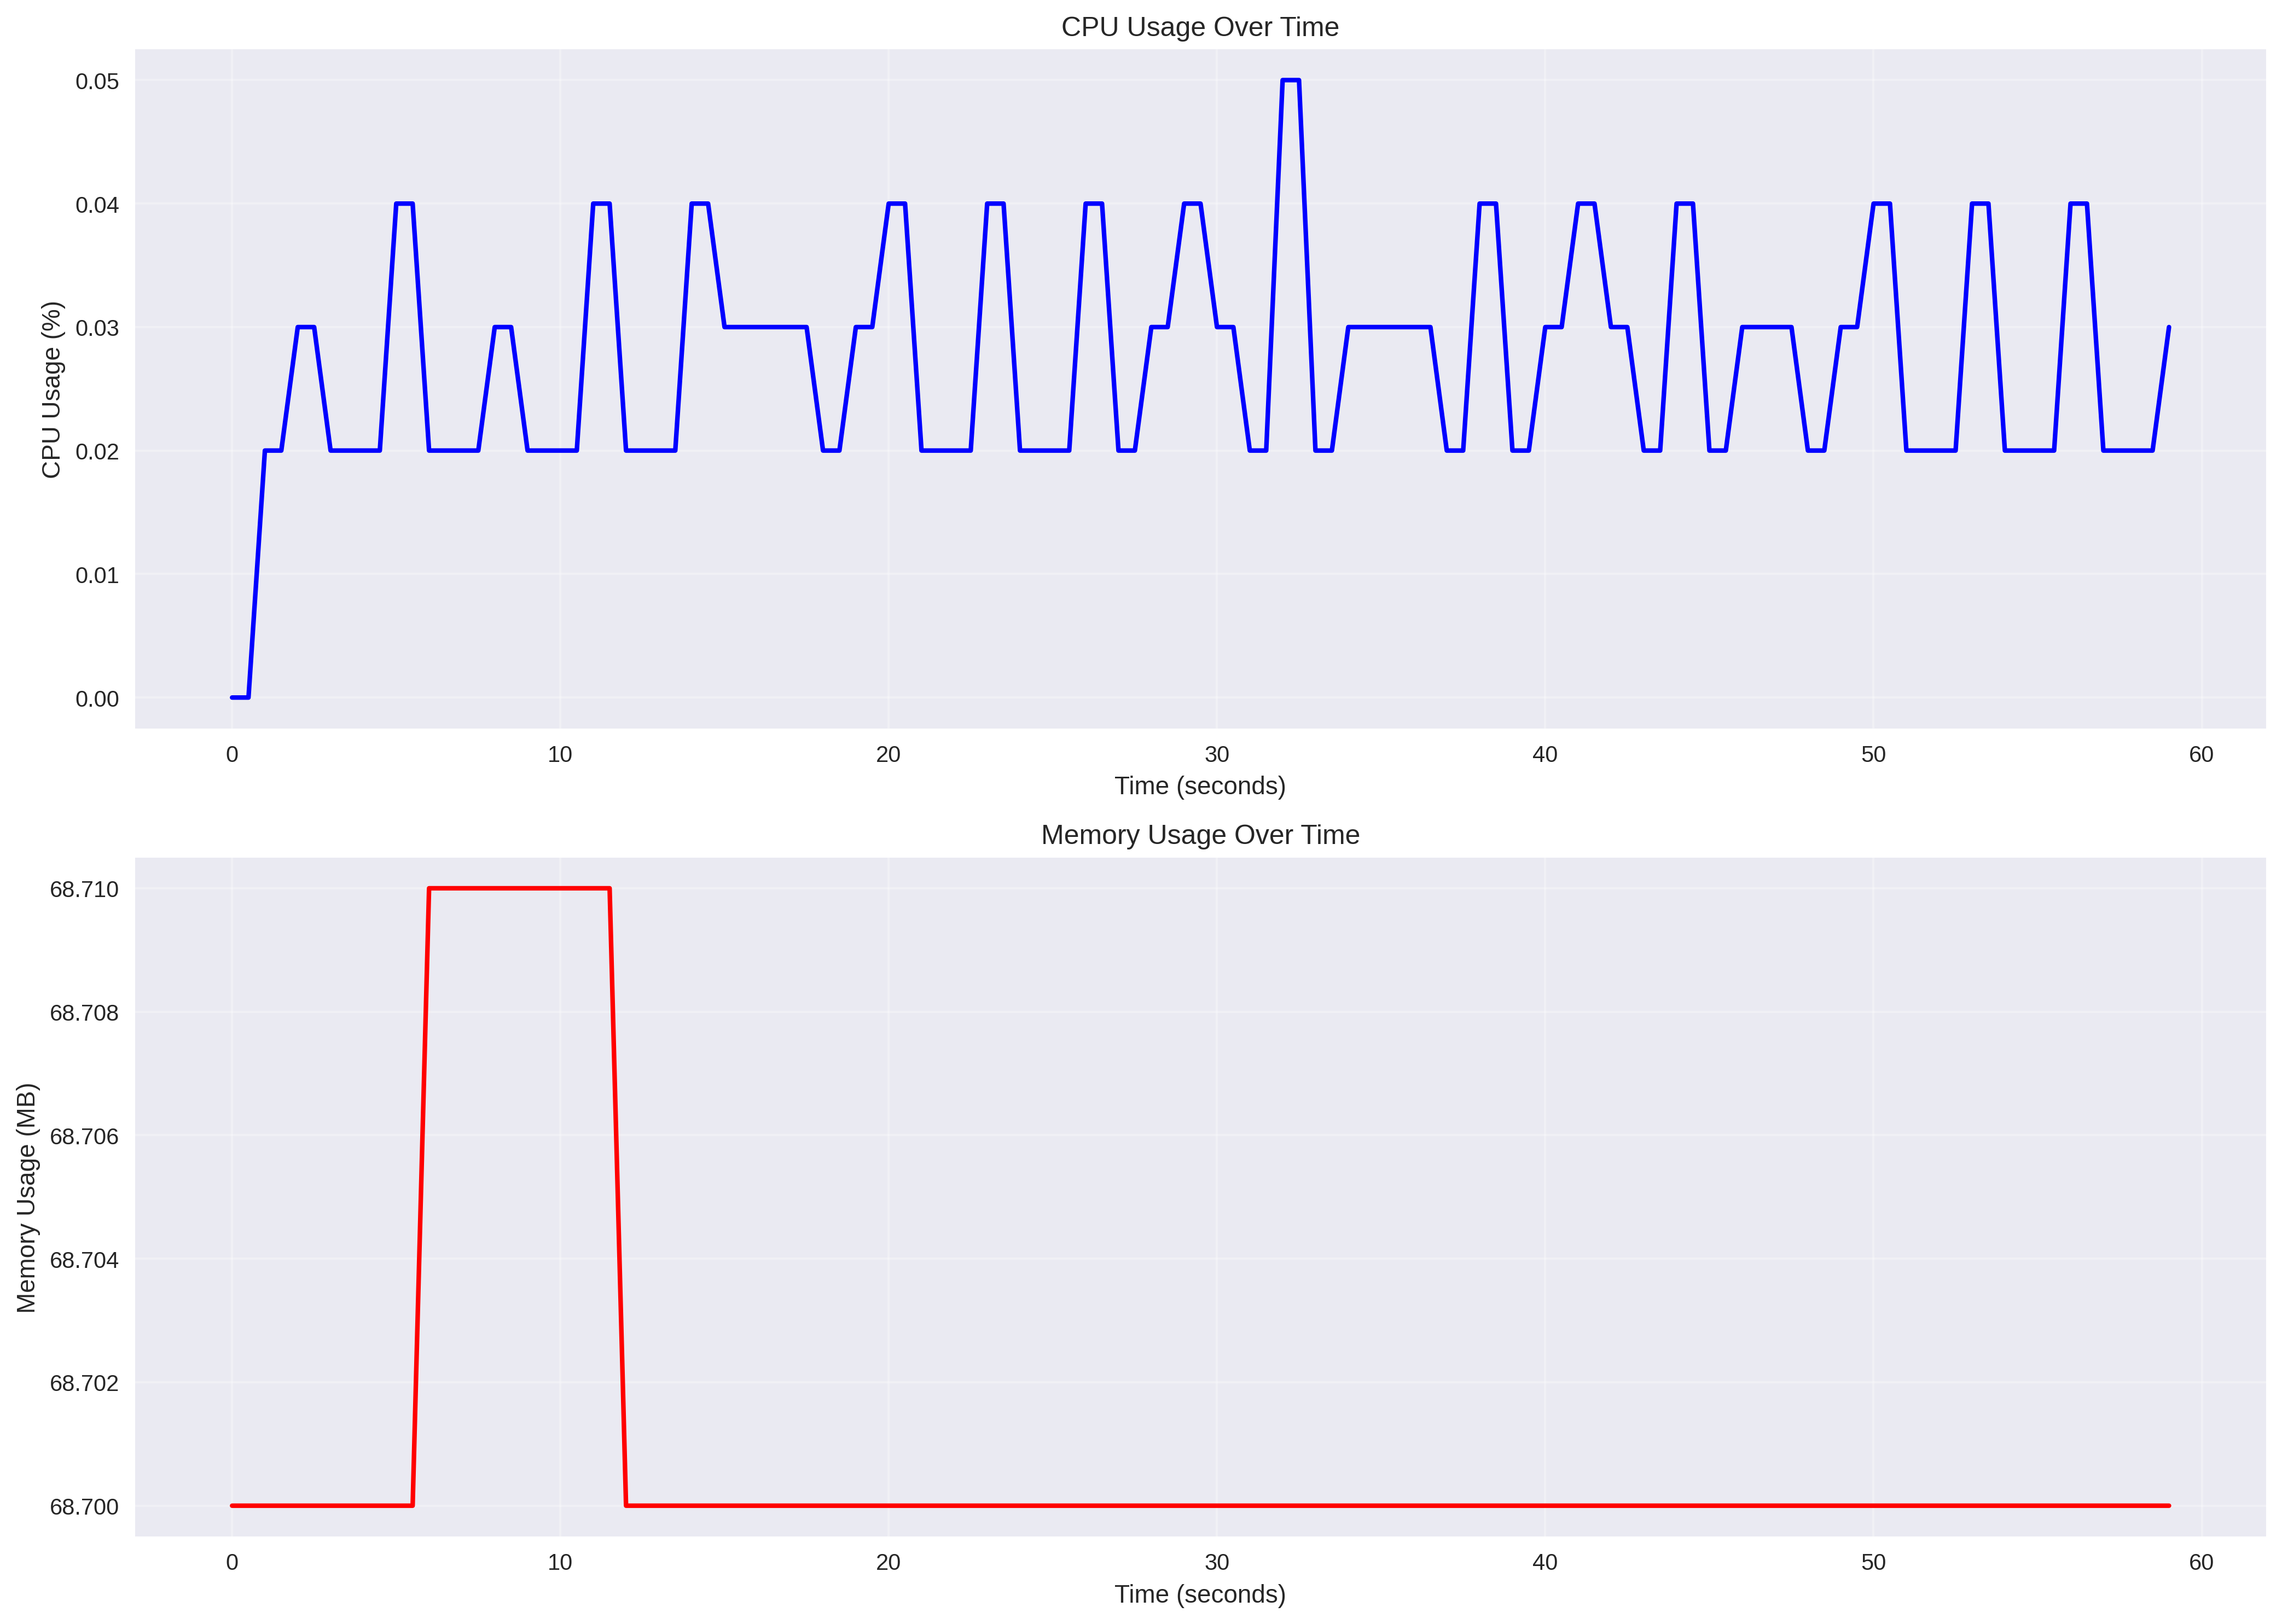 CPU Usage Over Time
CPU Usage (%)
0.05
0.04
0.03
0.02
0.01
0.00
0 10 20 30 40 50 60
Time (seconds)
Memory Usage Over Time
Memory Usage (MB)
68.710
68.708
68.706
68.704
68.702
68.700
0 10 20 30 40 50 60
Time (seconds)